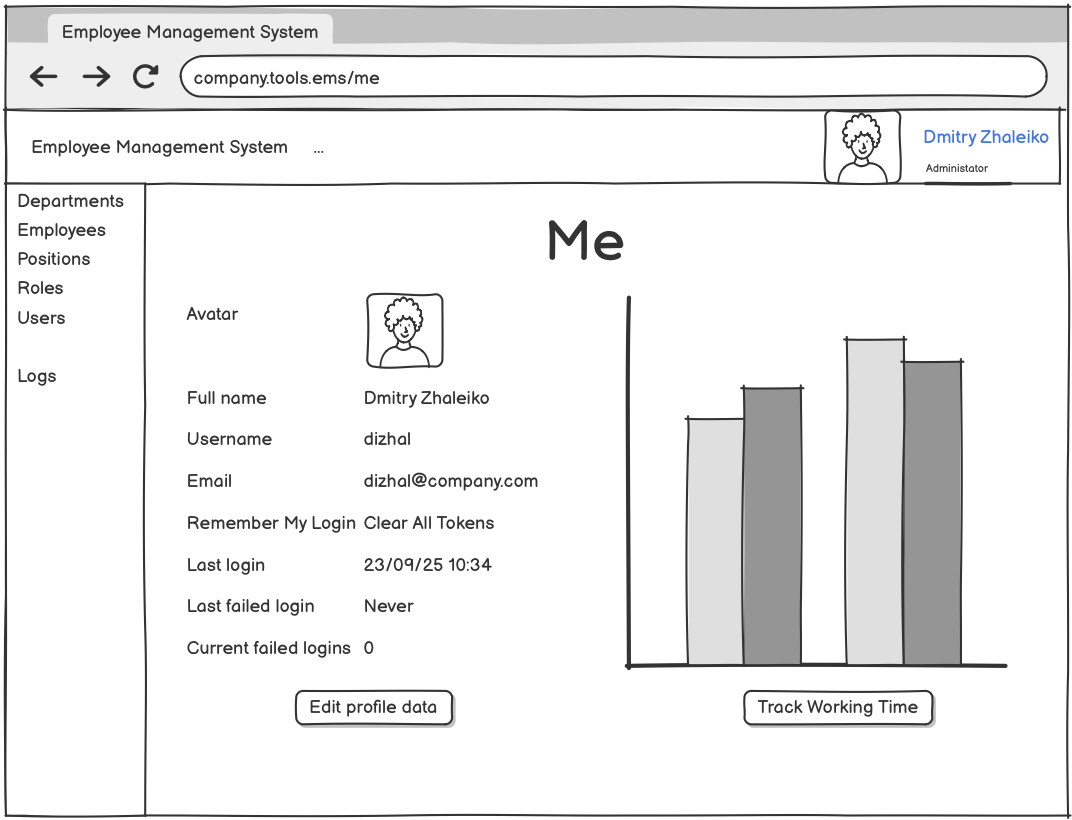 Employee Management System
company.tools.ems/me
Employee Management System ...
Dmitry Zhaleiko
Administator
Departments
Employees
Positions
Roles
Users
Logs
Me
Avatar
Full name Dmitry Zhaleiko
Username dizhal
Email dizhal@company.com
Remember My Login Clear All Tokens
Last login 23/09/25 10:34
Last failed login Never
Current failed logins 0
Edit profile data
Track Working Time